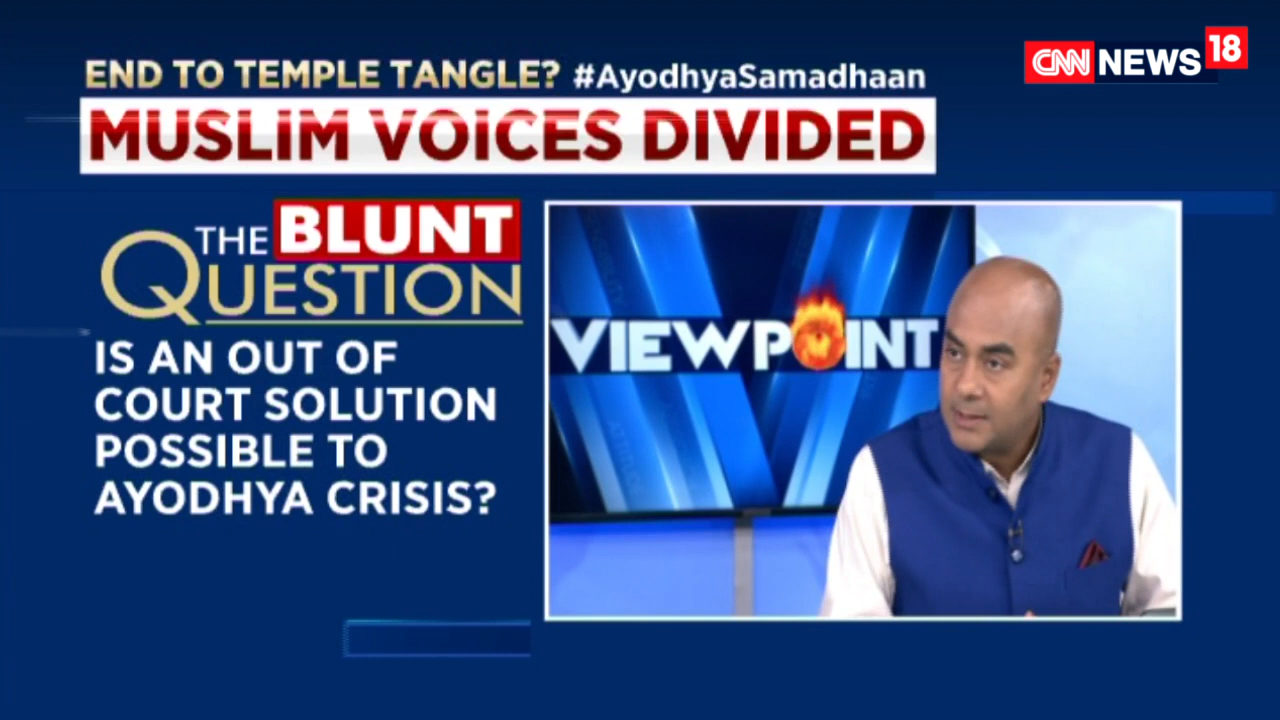 END TO TEMPLE TANGLE? #AyodhyaSamadhaan
CNN NEWS 18
MUSLIM VOICES DIVIDED
THE BLUNT
QUESTION
IS AN OUT OF
COURT SOLUTION
POSSIBLE TO
AYODHYA CRISIS?
VIEWPOINT